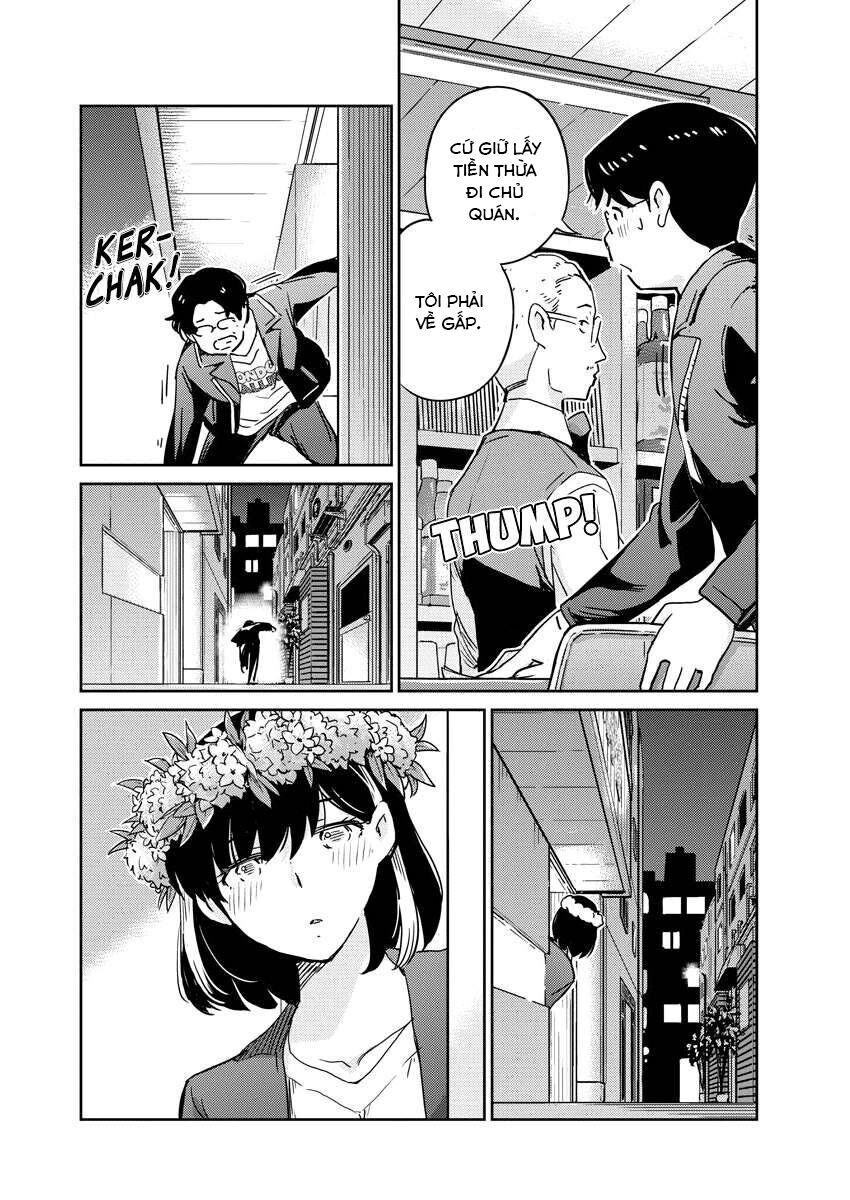 CỨ GIỮ LẤY
TIỀN THỪA
ĐI CHỦ
QUÁN.
TÔI PHẢI
VỀ GẤP.
THUMP!
KER-
CHAK!